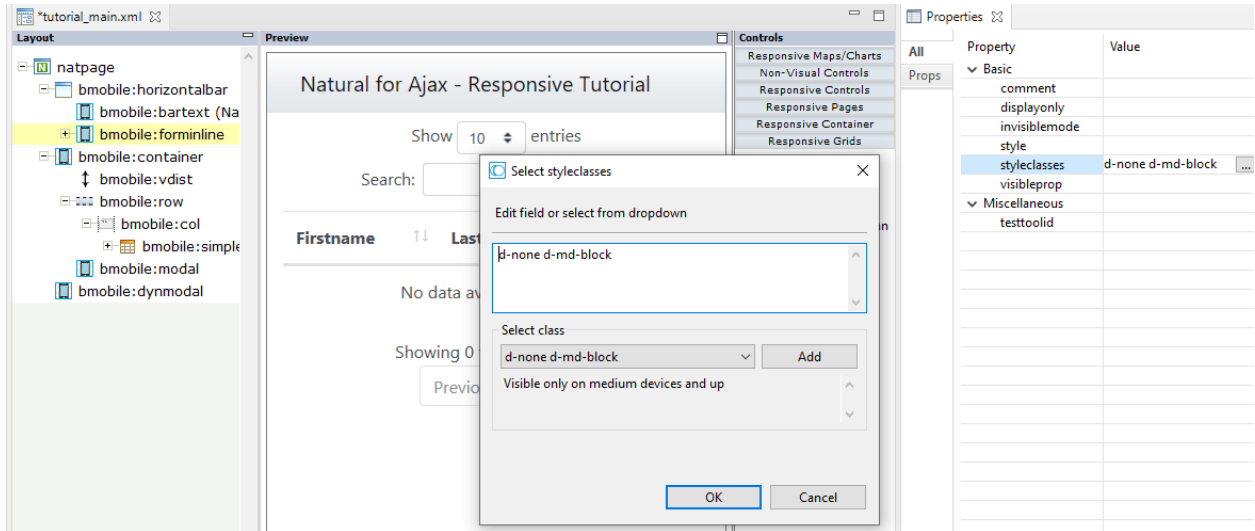 *tutorial_main.xml
Layout
natpage
bmobile:horizontalbar
bmobile:bartext (Na
bmobile:forminline
bmobile:container
bmobile:vdist
bmobile:row
bmobile:col
bmobile:simple
bmobile:modal
bmobile:dynmodal
Preview
Natural for Ajax - Responsive Tutorial
Show 10 entries
Search:
Firstname Last
No data av
Showing 0
Previo
Controls
Responsive Maps/Charts
Non-Visual Controls
Responsive Controls
Responsive Pages
Responsive Container
Responsive Grids
n
Select styleclasses
Edit field or select from dropdown
d-none d-md-block
Select class
d-none d-md-block Add
Visible only on medium devices and up
OK Cancel
Properties
All
Props
Property Value
Basic
comment
displayonly
invisiblemode
style
styleclasses d-none d-md-block ...
visibleprop
Miscellaneous
testtoolid